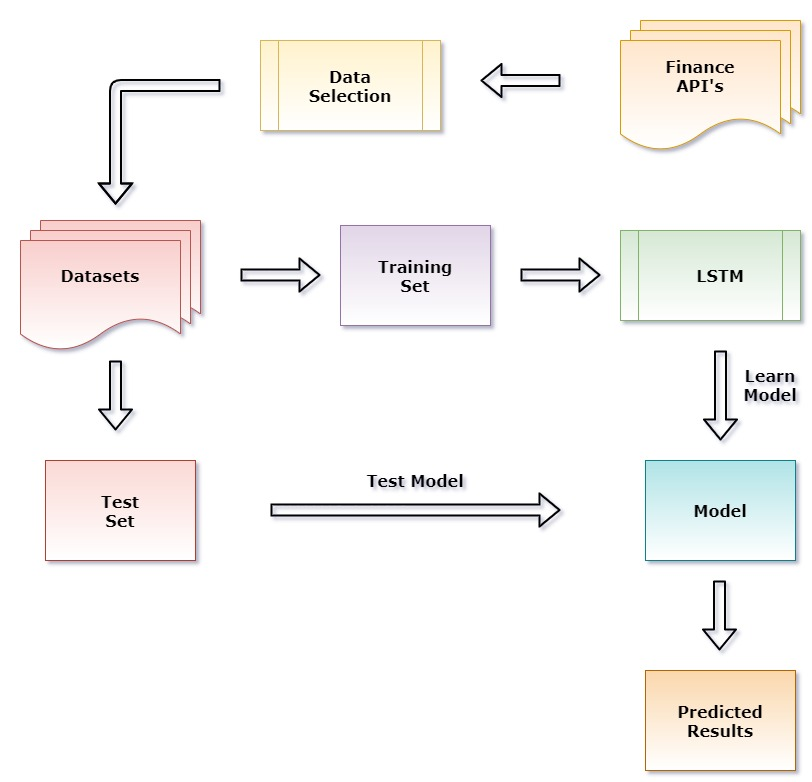 Data
Selection
Finance
API's
Datasets
Training
Set
LSTM
Learn
Model
Test
Set
Test Model
Model
Predicted
Results